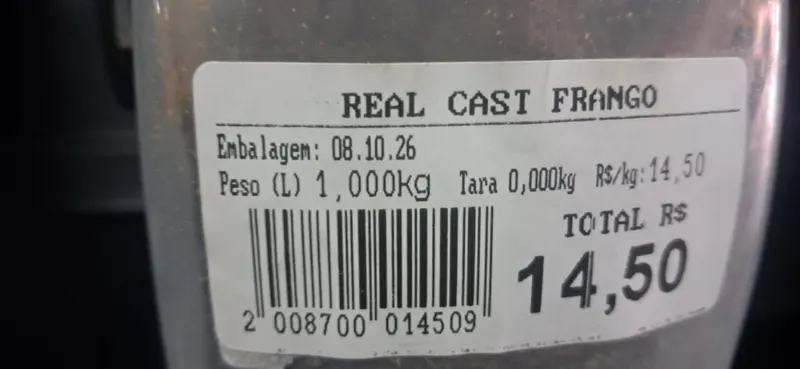 REAL CAST FRANGO
Embalagem: 08.10.26
Peso (L) 1,000kg Tara 0,000kg R$/kg:14,50
TOTAL R$
14,50
2 008700 014509